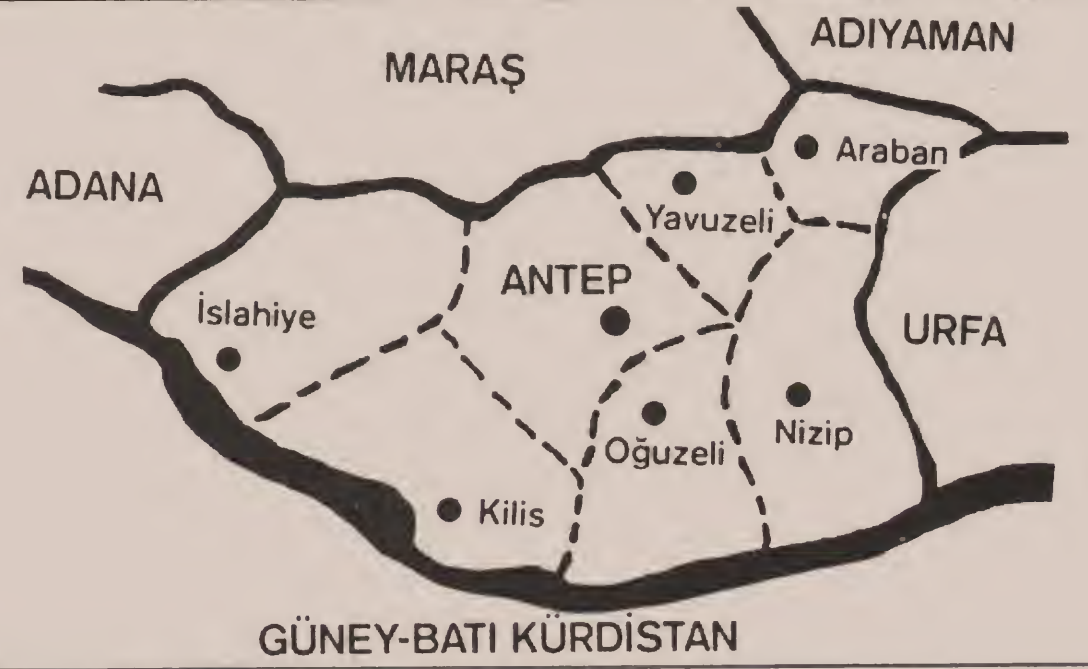 ADIYAMAN
MARAŞ
Araban
ADANA
Yavuzeli
ANTEP
İslahiye
URFA
Nizip
Oğuzeli
Kilis
GÜNEY-BATI KÜRDİSTAN